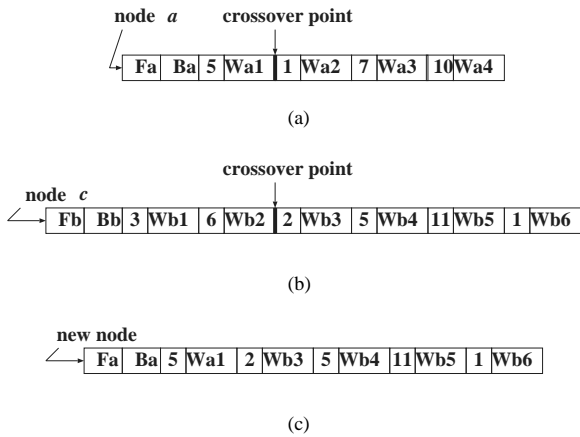 node a crossover point
Fa Ba 5 Wa1 1 Wa2 7 Wa3 10 Wa4
(a)
crossover point
node c
Fb Bb 3 Wb1 6 Wb2 2 Wb3 5 Wb4 11 Wb5 1 Wb6
(b)
new node
Fa Ba 5 Wa1 2 Wb3 5 Wb4 11 Wb5 1 Wb6
(c)